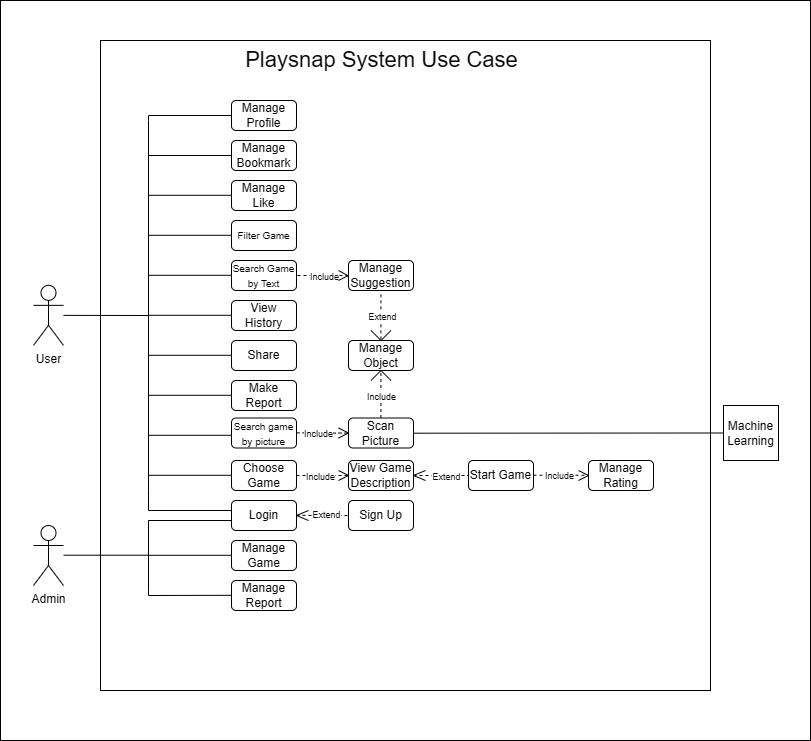 Playsnap System Use Case
Manage
Profile
Manage
Bookmark
Manage
Like
Filter Game
Search Game
by Text
Include
Manage
Suggestion
View
History
Extend
Share
Manage
Object
Make
Report
Include
Search game
by picture
Include
Scan
Picture
Machine
Learning
Choose
Game
Include
View Game
Description
Extend
Start Game
Include
Manage
Rating
Login
Extend
Sign Up
Manage
Game
Manage
Report
User
Admin